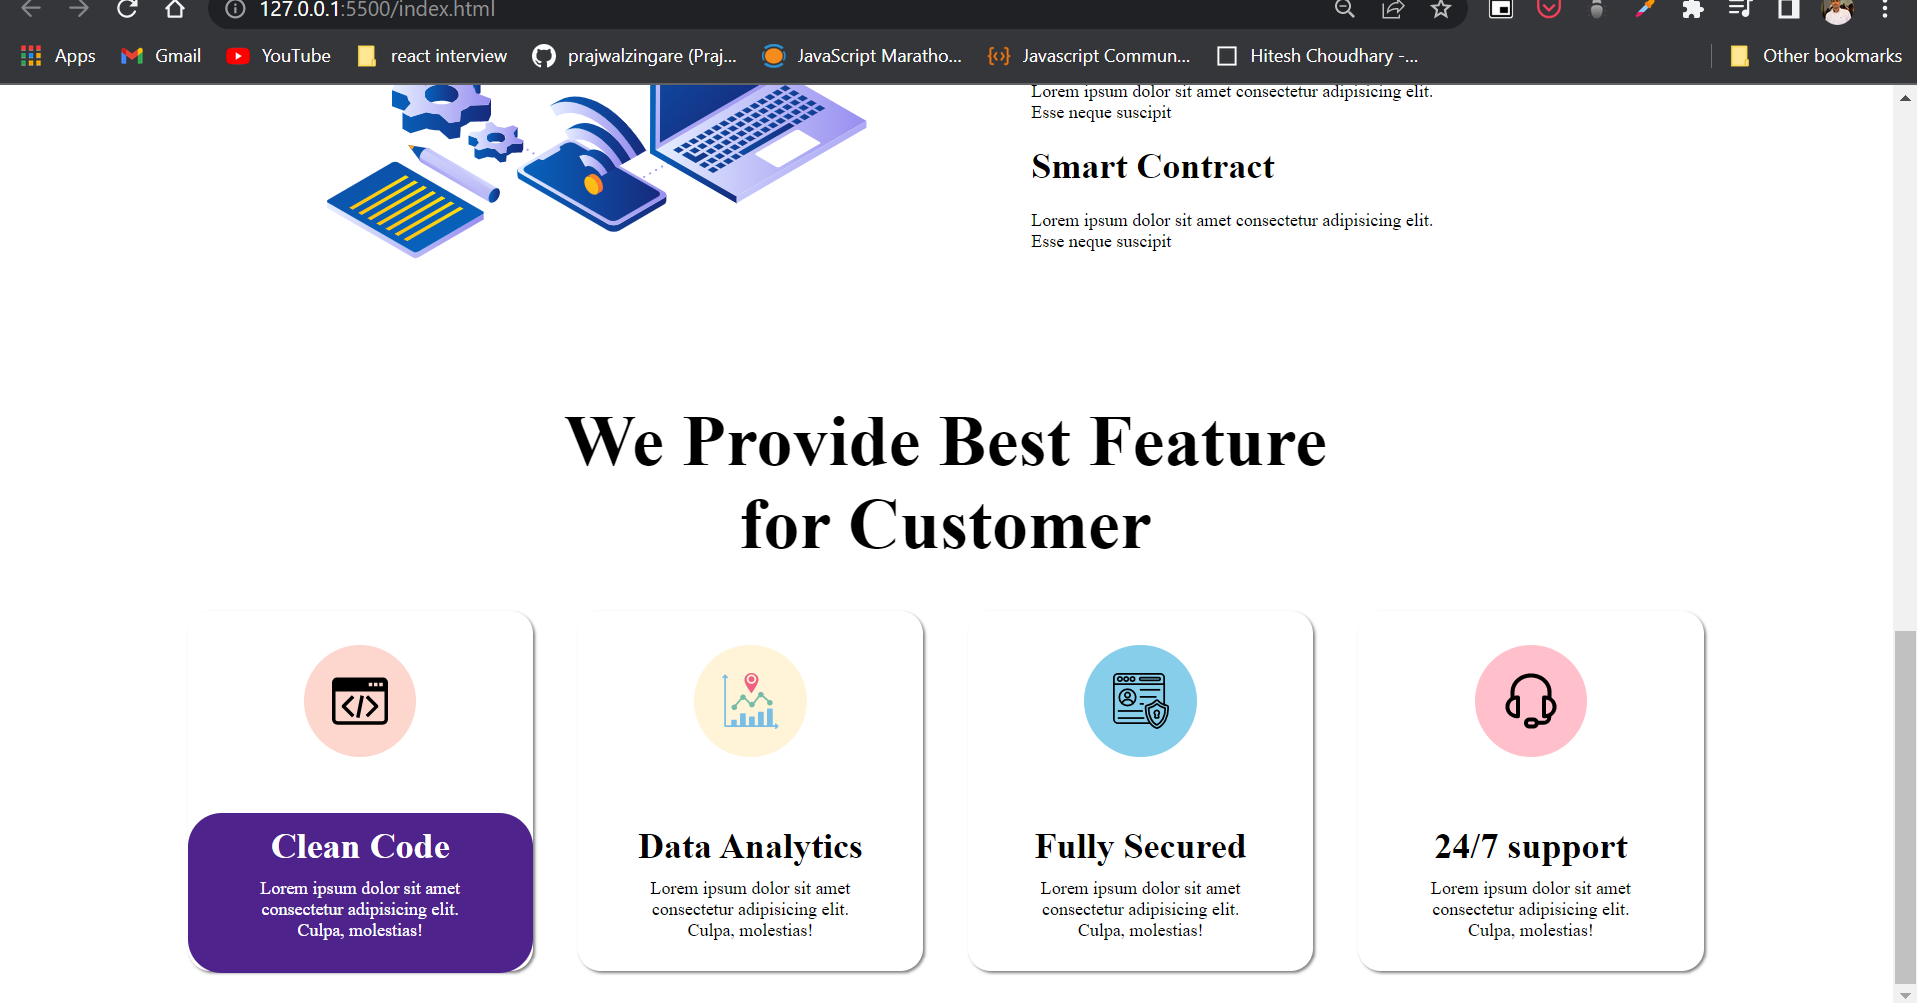 127.0.0.1:5500/index.html
Apps
Gmail
YouTube
react interview
prajwalzingare (Praj...
JavaScript Maratho...
Javascript Commun...
Hitesh Choudhary -...
Other bookmarks
Lorem ipsum dolor sit amet consectetur adipisicing elit.
Esse neque suscipit
Smart Contract
Lorem ipsum dolor sit amet consectetur adipisicing elit.
Esse neque suscipit
We Provide Best Feature
for Customer
Clean Code
Lorem ipsum dolor sit amet
consectetur adipisicing elit.
Culpa, molestias!
Data Analytics
Lorem ipsum dolor sit amet
consectetur adipisicing elit.
Culpa, molestias!
Fully Secured
Lorem ipsum dolor sit amet
consectetur adipisicing elit.
Culpa, molestias!
24/7 support
Lorem ipsum dolor sit amet
consectetur adipisicing elit.
Culpa, molestias!